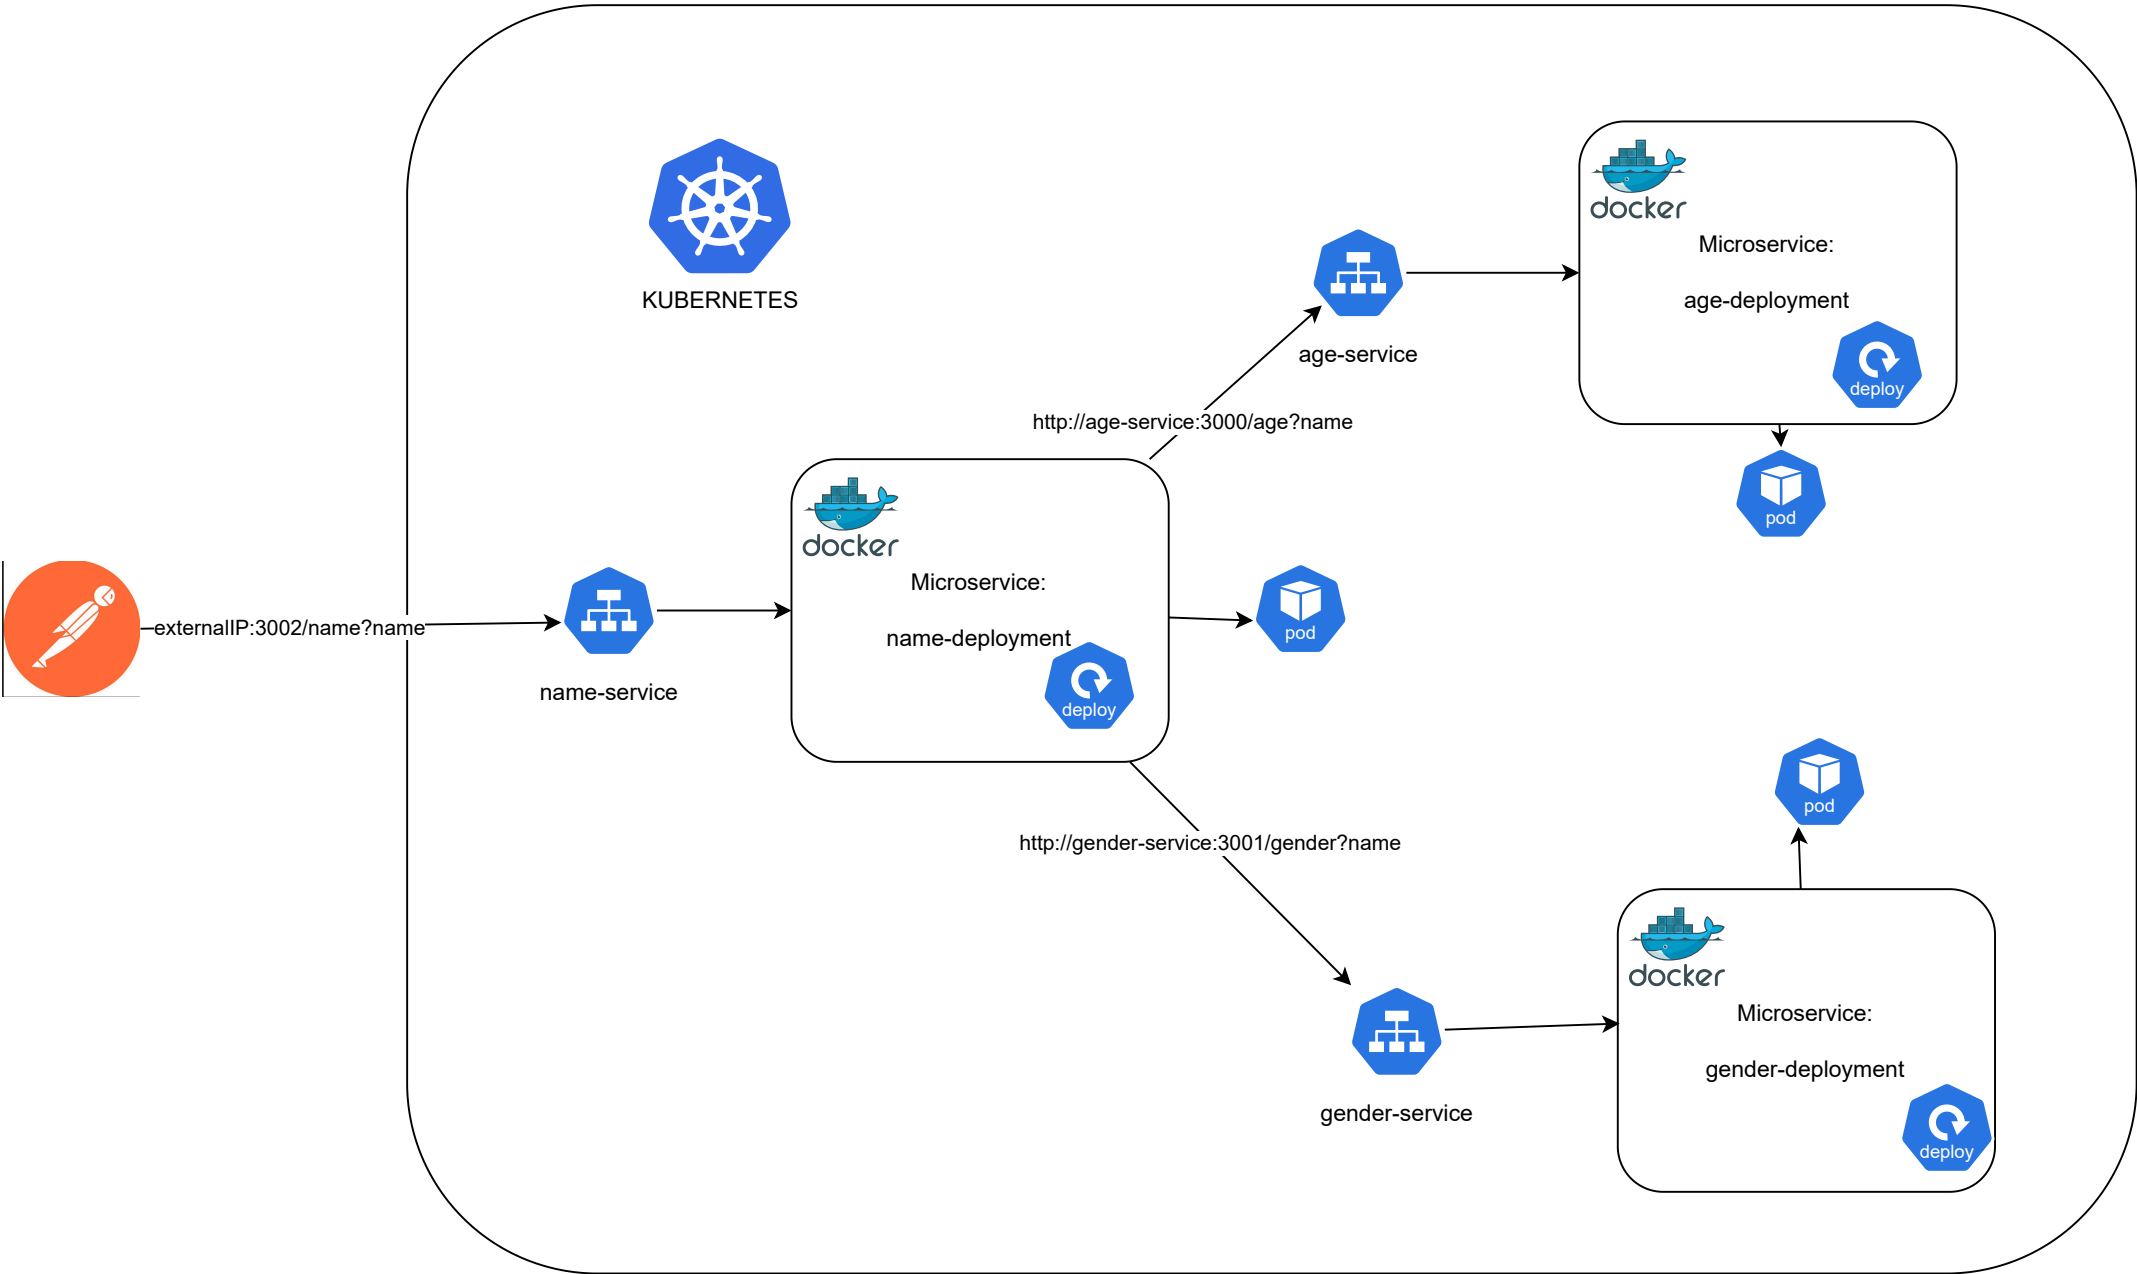 KUBERNETES
docker
Microservice:
age-deployment
deploy
pod
age-service
http://age-service:3000/age?name
docker
Microservice:
name-deployment
deploy
pod
externalIP:3002/name?name
name-service
http://gender-service:3001/gender?name
pod
docker
Microservice:
gender-deployment
deploy
gender-service